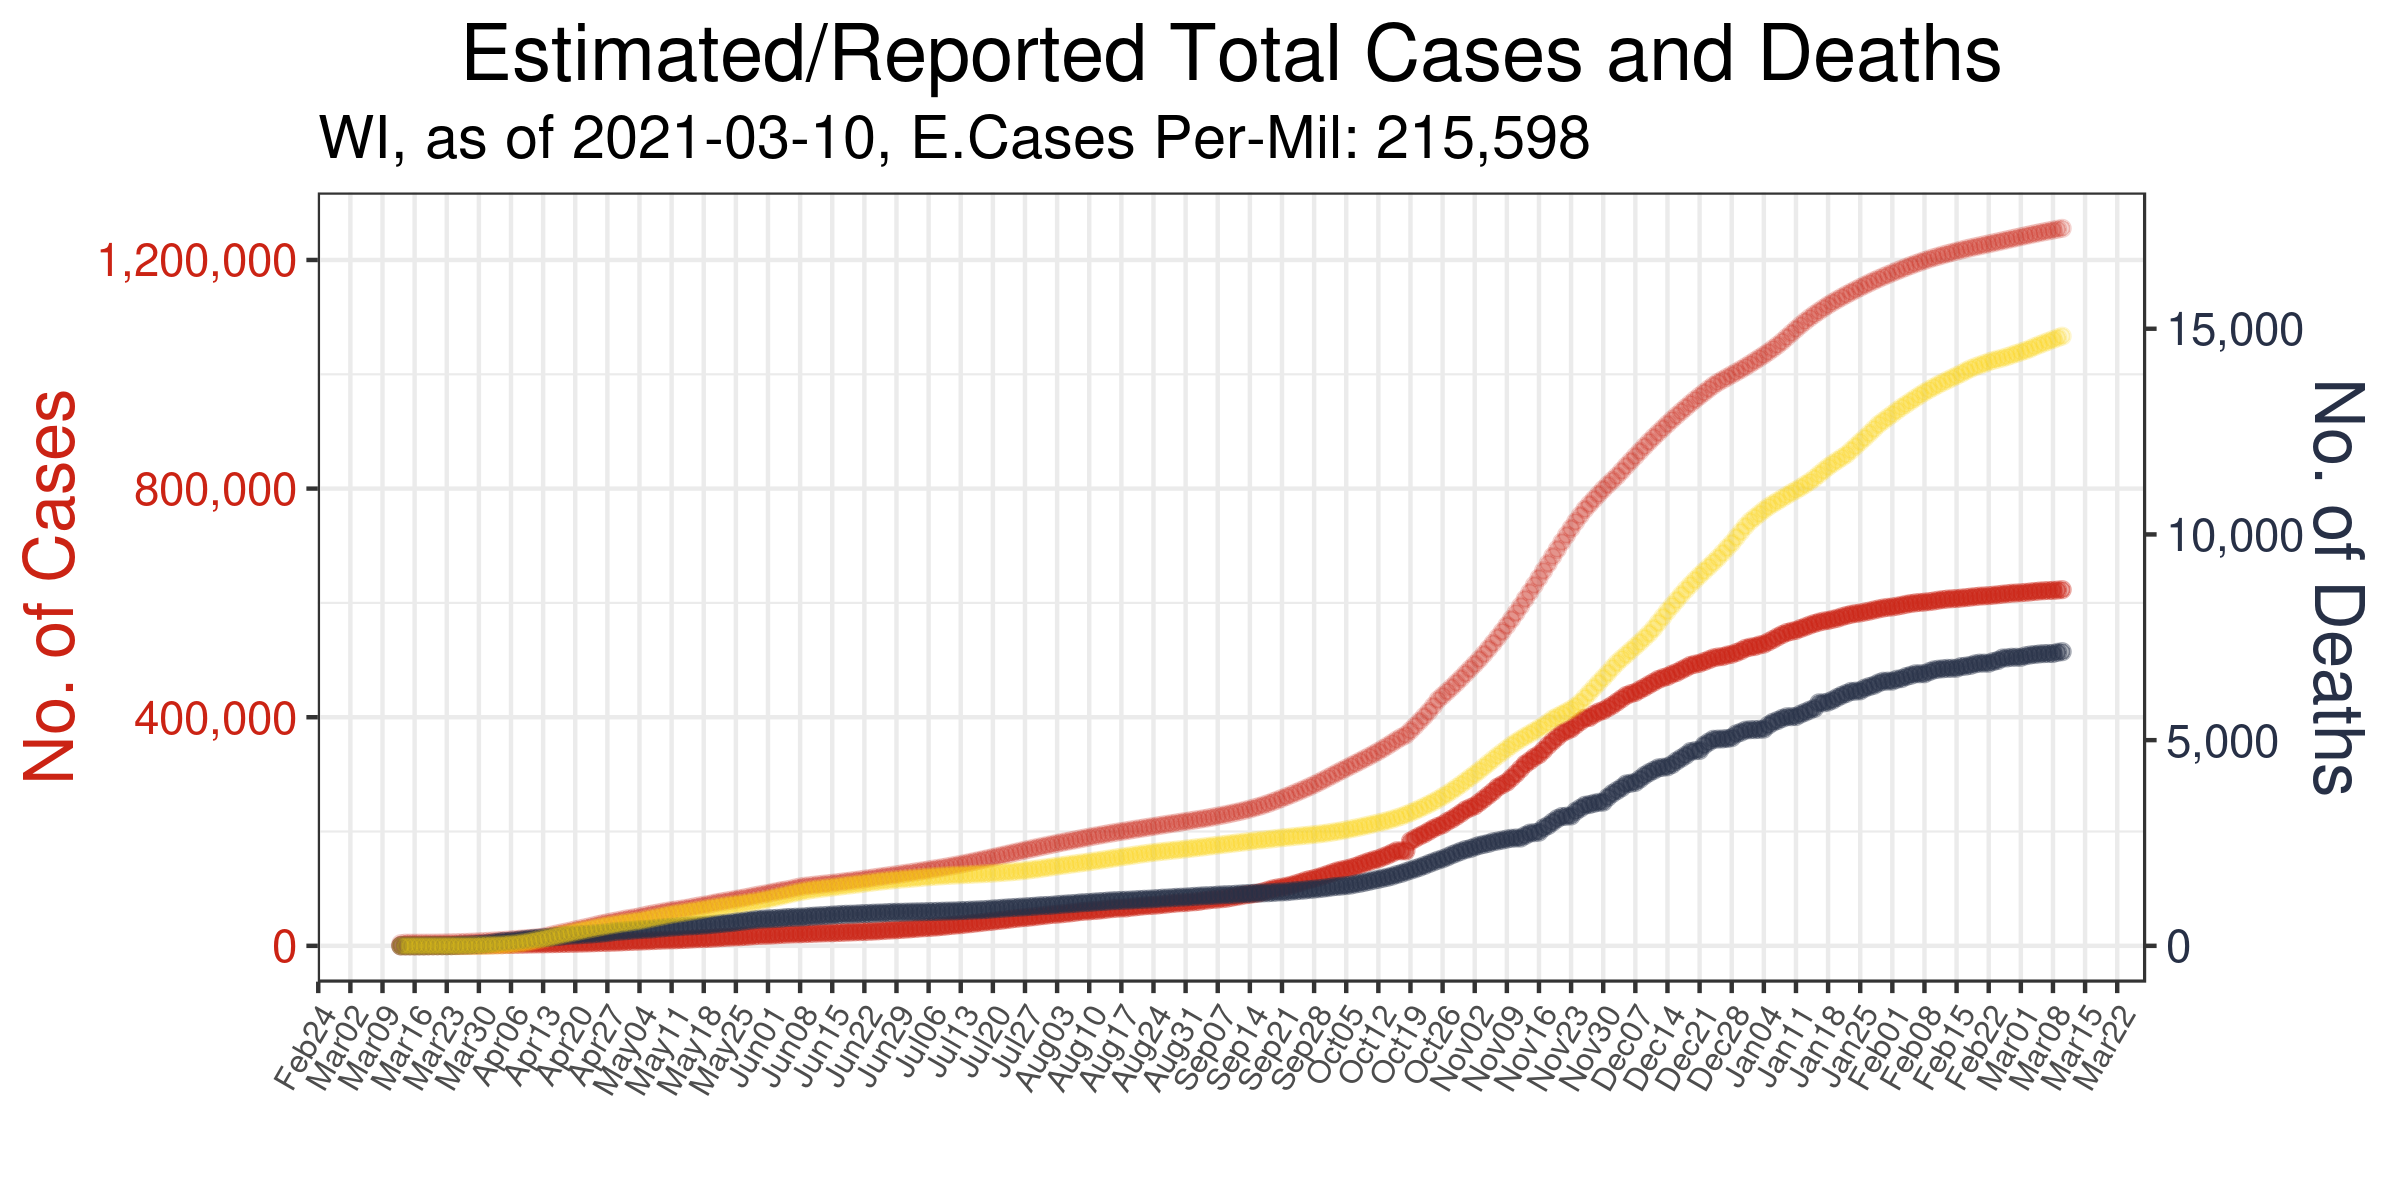 Estimated/Reported Total Cases and Deaths
WI, as of 2021-03-10, E.Cases Per-Mil: 215,598
No. of Cases
1,200,000
800,000
400,000
0
15,000
10,000
5,000
0
No. of Deaths
Feb24
Mar02
Mar09
Mar16
Mar23
Mar30
Apr06
Apr13
Apr20
Apr27
May04
May11
May18
May25
Jun01
Jun08
Jun15
Jun22
Jun29
Jul06
Jul13
Jul20
Jul27
Aug03
Aug10
Aug17
Aug24
Aug31
Sep07
Sep14
Sep21
Sep28
Oct05
Oct12
Oct19
Oct26
Nov02
Nov09
Nov16
Nov23
Nov30
Dec07
Dec14
Dec21
Dec28
Jan04
Jan11
Jan18
Jan25
Feb01
Feb08
Feb15
Feb22
Mar01
Mar08
Mar15
Mar22